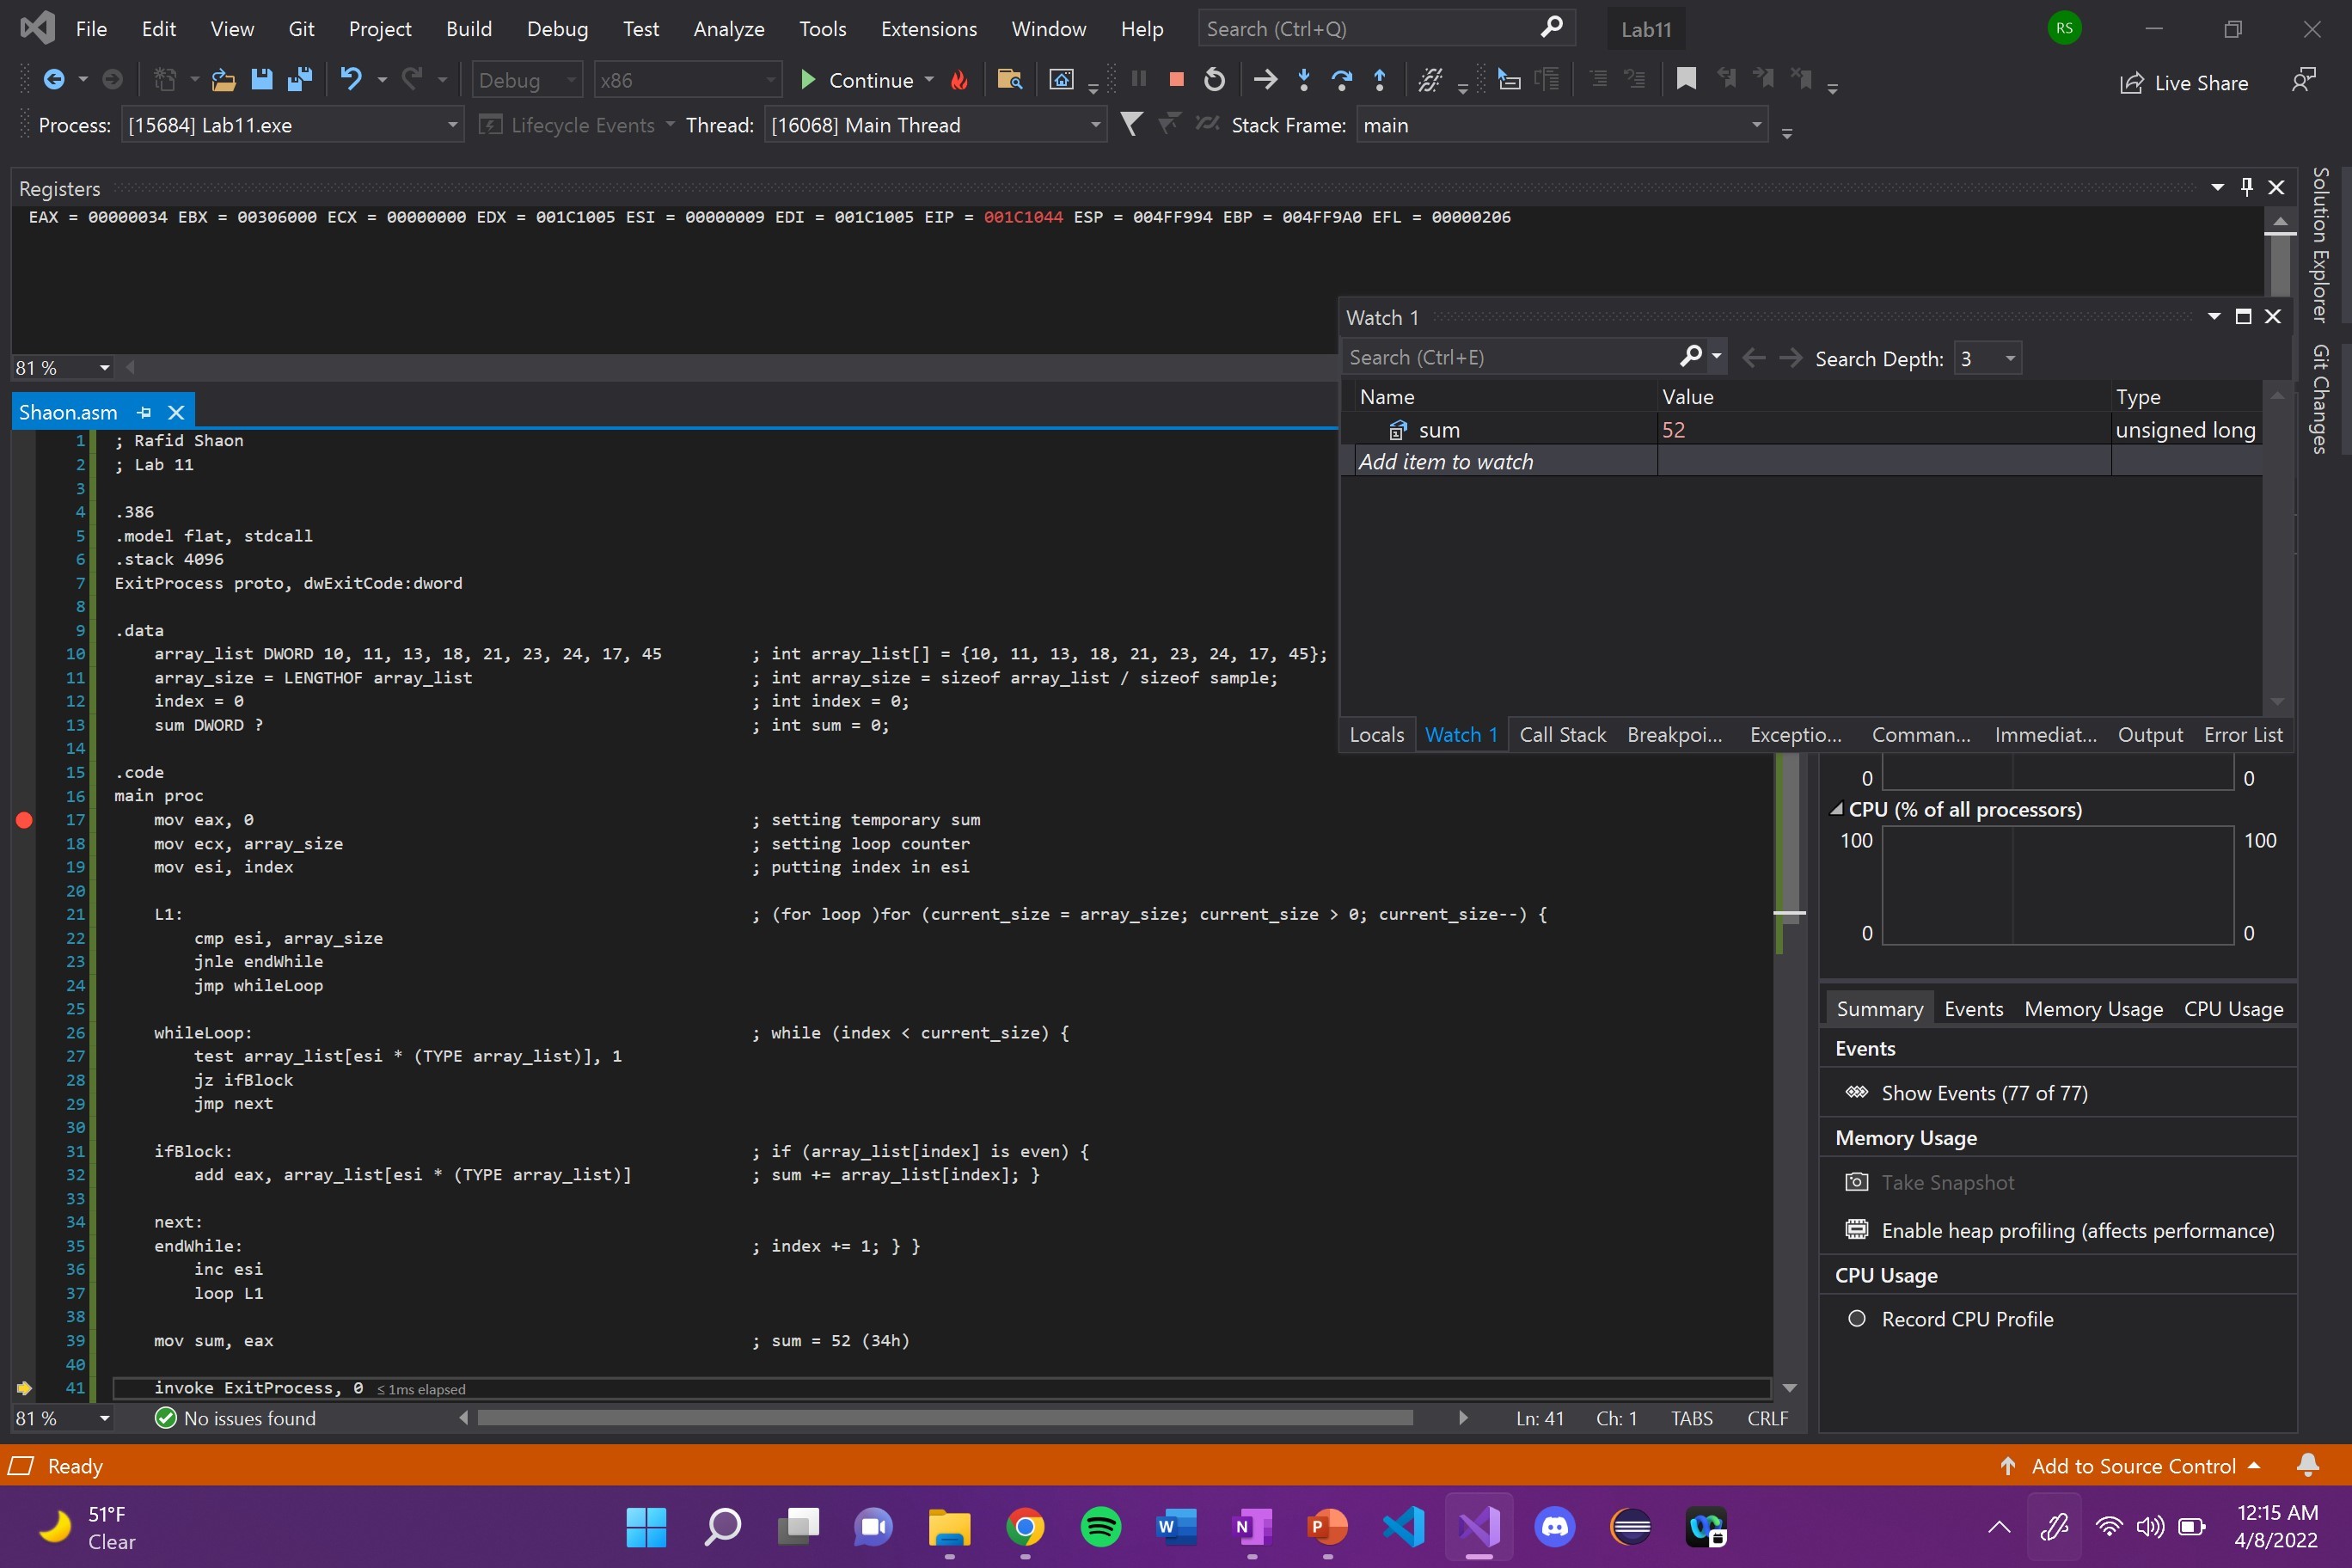 File Edit View Git Project Build Debug Test Analyze Tools Extensions Window Help Search (Ctrl+Q) Lab11 RS
Debug x86 Continue Live Share
Process: [15684] Lab11.exe Lifecycle Events Thread: [16068] Main Thread Stack Frame: main
Registers
EAX = 00000034 EBX = 00306000 ECX = 00000000 EDX = 001C1005 ESI = 00000009 EDI = 001C1005 EIP = 001C1044 ESP = 004FF994 EBP = 004FF9A0 EFL = 00000206
81 %
Solution Explorer
Git Changes
Watch 1
Search (Ctrl+E) Search Depth: 3
Name Value Type
sum 52 unsigned long
Add item to watch
Locals Watch 1 Call Stack Breakpoi... Exceptio... Comman... Immediat... Output Error List
Shaon.asm
1 ; Rafid Shaon
2 ; Lab 11
3
4 .386
5 .model flat, stdcall
6 .stack 4096
7 ExitProcess proto, dwExitCode:dword
8
9 .data
10 array_list DWORD 10, 11, 13, 18, 21, 23, 24, 17, 45 ; int array_list[] = {10, 11, 13, 18, 21, 23, 24, 17, 45};
11 array_size = LENGTHOF array_list ; int array_size = sizeof array_list / sizeof sample;
12 index = 0 ; int index = 0;
13 sum DWORD ? ; int sum = 0;
14
15 .code
16 main proc
17 mov eax, 0 ; setting temporary sum
18 mov ecx, array_size ; setting loop counter
19 mov esi, index ; putting index in esi
20
21 L1: ; (for loop )for (current_size = array_size; current_size > 0; current_size--) {
22 cmp esi, array_size
23 jnle endWhile
24 jmp whileLoop
25
26 whileLoop: ; while (index < current_size) {
27 test array_list[esi * (TYPE array_list)], 1
28 jz ifBlock
29 jmp next
30
31 ifBlock: ; if (array_list[index] is even) {
32 add eax, array_list[esi * (TYPE array_list)] ; sum += array_list[index]; }
33
34 next:
35 endWhile: ; index += 1; } }
36 inc esi
37 loop L1
38
39 mov sum, eax ; sum = 52 (34h)
40
41 invoke ExitProcess, 0 ≤ 1ms elapsed
81 % No issues found Ln: 41 Ch: 1 TABS CRLF
0 0
CPU (% of all processors)
100 100
0 0
Summary Events Memory Usage CPU Usage
Events
Show Events (77 of 77)
Memory Usage
Take Snapshot
Enable heap profiling (affects performance)
CPU Usage
Record CPU Profile
Ready Add to Source Control
51°F
Clear
W N P
12:15 AM
4/8/2022